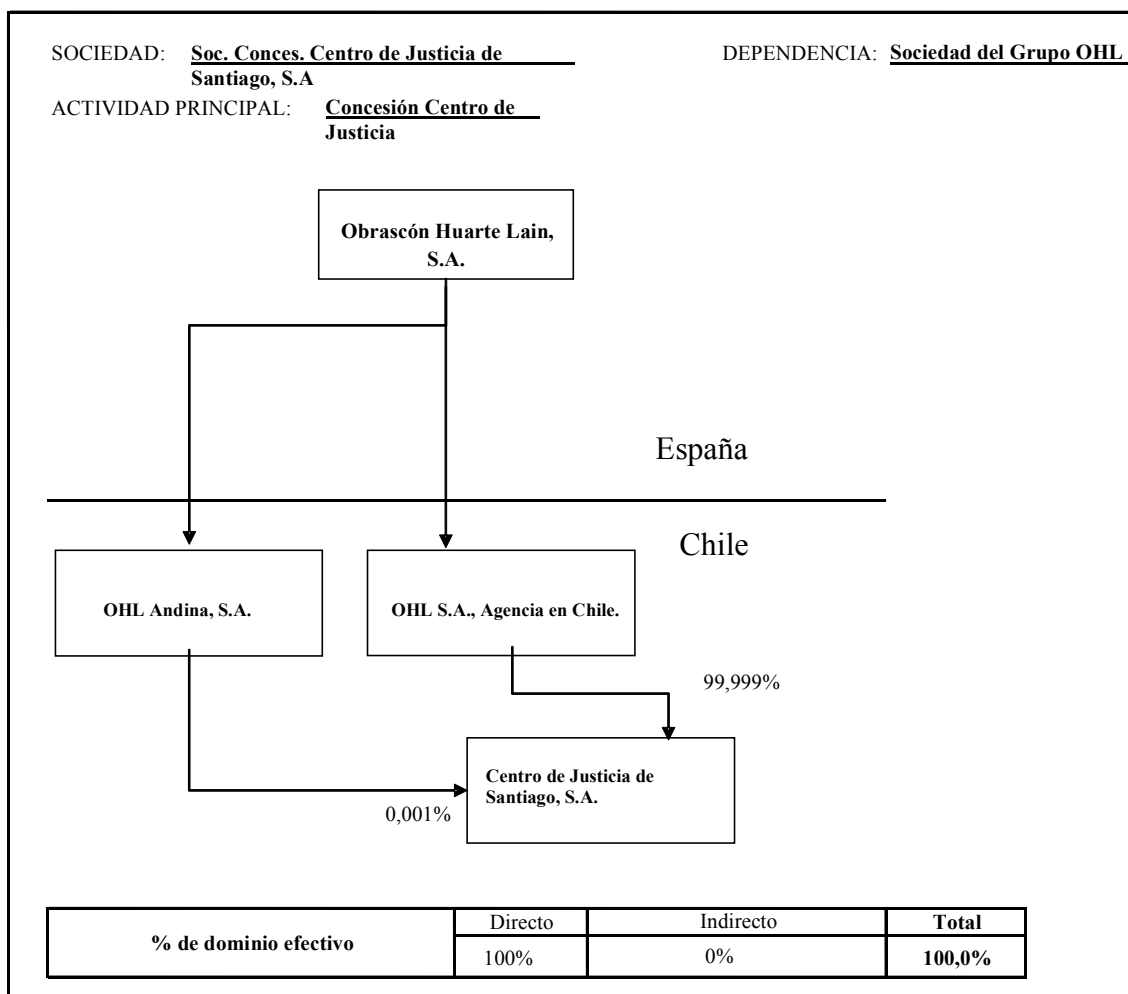 SOCIEDAD: Soc. Conces. Centro de Justicia de
Santiago, S.A
DEPENDENCIA: Sociedad del Grupo OHL
ACTIVIDAD PRINCIPAL: Concesión Centro de
Justicia
Obrascón Huarte Lain,
S.A.
España
Chile
OHL Andina, S.A.
OHL S.A., Agencia en Chile.
99,999%
Centro de Justicia de
Santiago, S.A.
0,001%
% de dominio efectivo
Directo Indirecto Total
100% 0% 100,0%